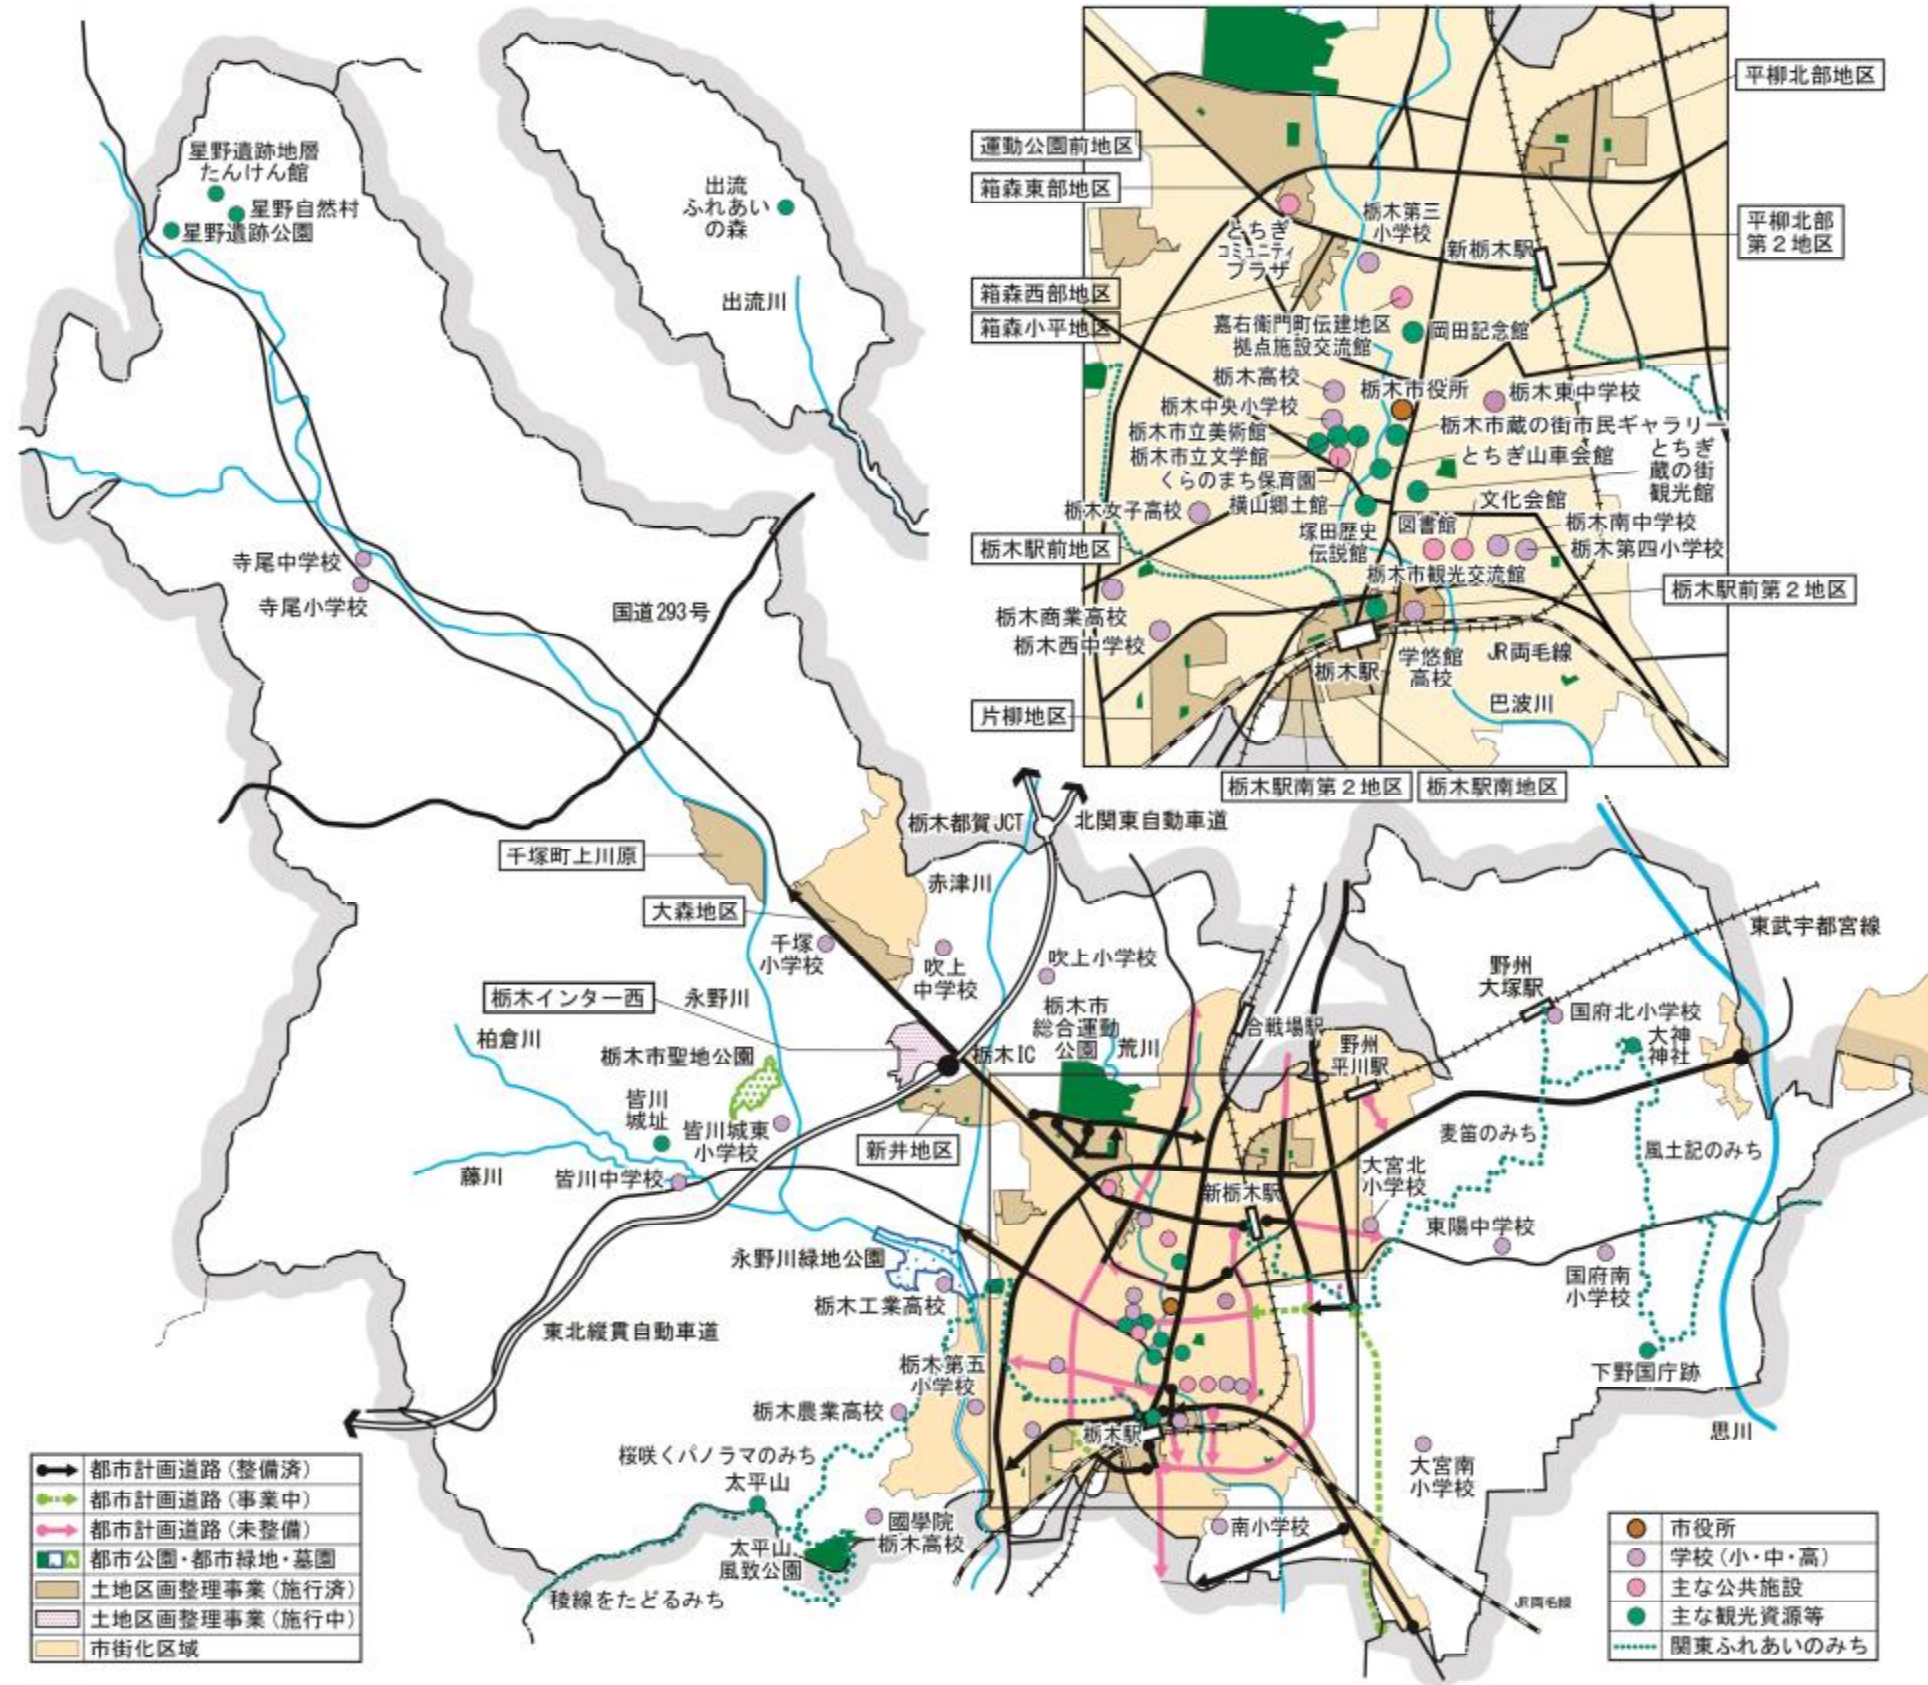 星野遺跡地層
たんけん館
星野自然村
星野遺跡公園
出流
ふれあい
の森
出流川
寺尾中学校
寺尾小学校
国道293号
平柳北部地区
運動公園前地区
箱森東部地区
栃木第三
小学校
とちぎ
コミュニティ
プラザ
新栃木駅
平柳北部
第2地区
箱森西部地区
箱森小平地区
嘉右衛門町伝建地区
拠点施設交流館
岡田記念館
栃木高校
栃木市役所
栃木東中学校
栃木中央小学校
栃木市立美術館
栃木市蔵の街市民ギャラリー
栃木市立文学館
とちぎ山車会館
とちぎ
蔵の街
観光館
くらのまち保育園
横山郷土館
文化会館
栃木女子高校
塚田歴史
伝説館
図書館
栃木南中学校
栃木第四小学校
栃木駅前地区
栃木市観光交流館
栃木駅前第2地区
栃木商業高校
栃木西中学校
栃木駅
学悠館
高校
JR両毛線
巴波川
片柳地区
栃木駅南第2地区
栃木駅南地区
栃木都賀JCT
北関東自動車道
千塚町上川原
赤津川
大森地区
千塚
小学校
吹上
中学校
吹上小学校
東武宇都宮線
野州
大塚駅
栃木インター西
永野川
栃木市
総合運動
公園
荒川
合戦場駅
国府北小学校
大神
神社
柏倉川
栃木市聖地公園
栃木IC
野州
平川駅
皆川
城址
皆川城東
小学校
新井地区
麦笛のみち
風土記のみち
藤川
皆川中学校
新栃木駅
大宮北
小学校
東陽中学校
永野川緑地公園
栃木工業高校
国府南
小学校
東北縦貫自動車道
栃木第五
小学校
下野国庁跡
栃木農業高校
栃木駅
思川
桜咲くパノラマのみち
太平山
大宮南
小学校
國學院
栃木高校
南小学校
太平山
風致公園
稜線をたどるみち
JR両毛線
都市計画道路(整備済)
都市計画道路(事業中)
都市計画道路(未整備)
都市公園・都市緑地・墓園
土地区画整理事業(施行済)
土地区画整理事業(施行中)
市街化区域
市役所
学校(小・中・高)
主な公共施設
主な観光資源等
関東ふれあいのみち